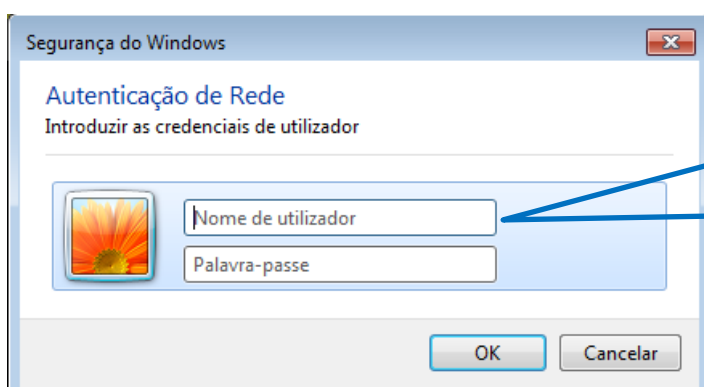 Segurança do Windows
Autenticação de Rede
Introduzir as credenciais de utilizador
Nome de utilizador
Palavra-passe
OK
Cancelar